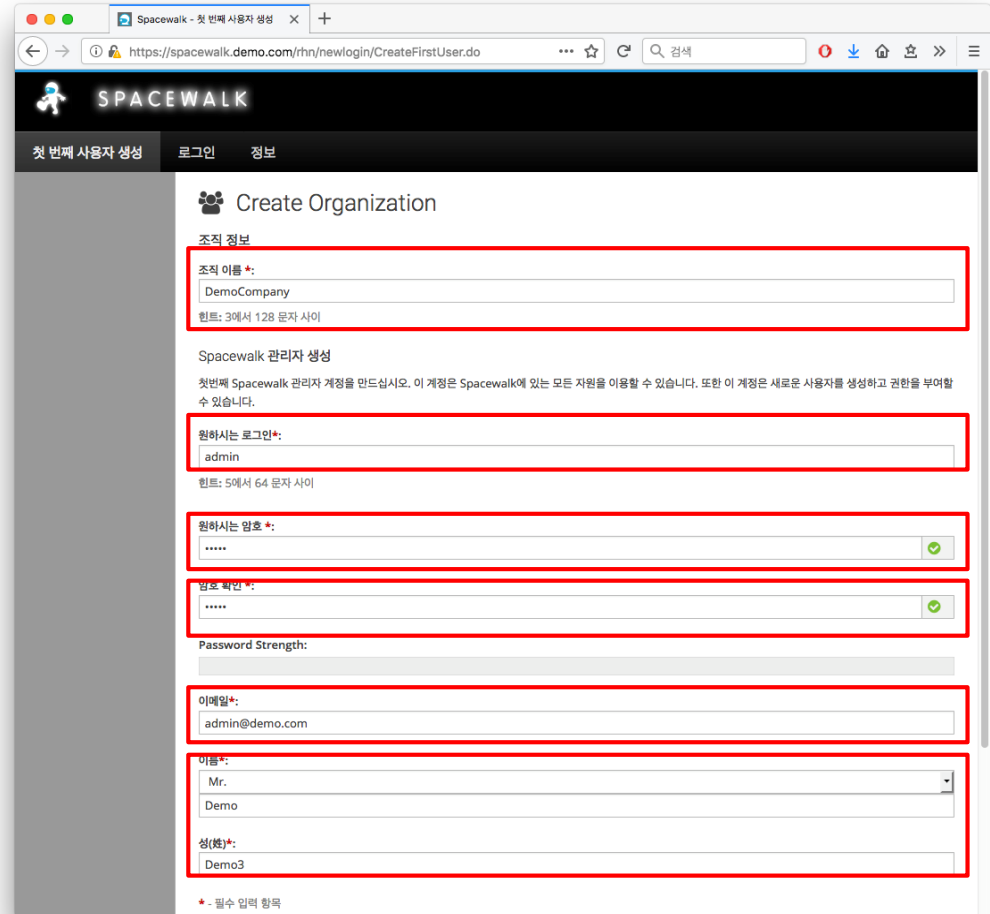 Spacewalk - 첫 번째 사용자 생성
https://spacewalk.demo.com/rhn/newlogin/CreateFirstUser.do
검색
SPACEWALK
첫 번째 사용자 생성 로그인 정보
Create Organization
조직 정보
조직 이름 *:
DemoCompany
힌트: 3에서 128 문자 사이
Spacewalk 관리자 생성
첫번째 Spacewalk 관리자 계정을 만드십시오. 이 계정은 Spacewalk에 있는 모든 자원을 이용할 수 있습니다. 또한 이 계정은 새로운 사용자를 생성하고 권한을 부여할
수 있습니다.
원하시는 로그인*:
admin
힌트: 5에서 64 문자 사이
원하시는 암호 *:
•••••
암호 확인 *:
•••••
Password Strength:
이메일*:
admin@demo.com
이름*:
Mr.
Demo
성(姓)*:
Demo3
* - 필수 입력 항목